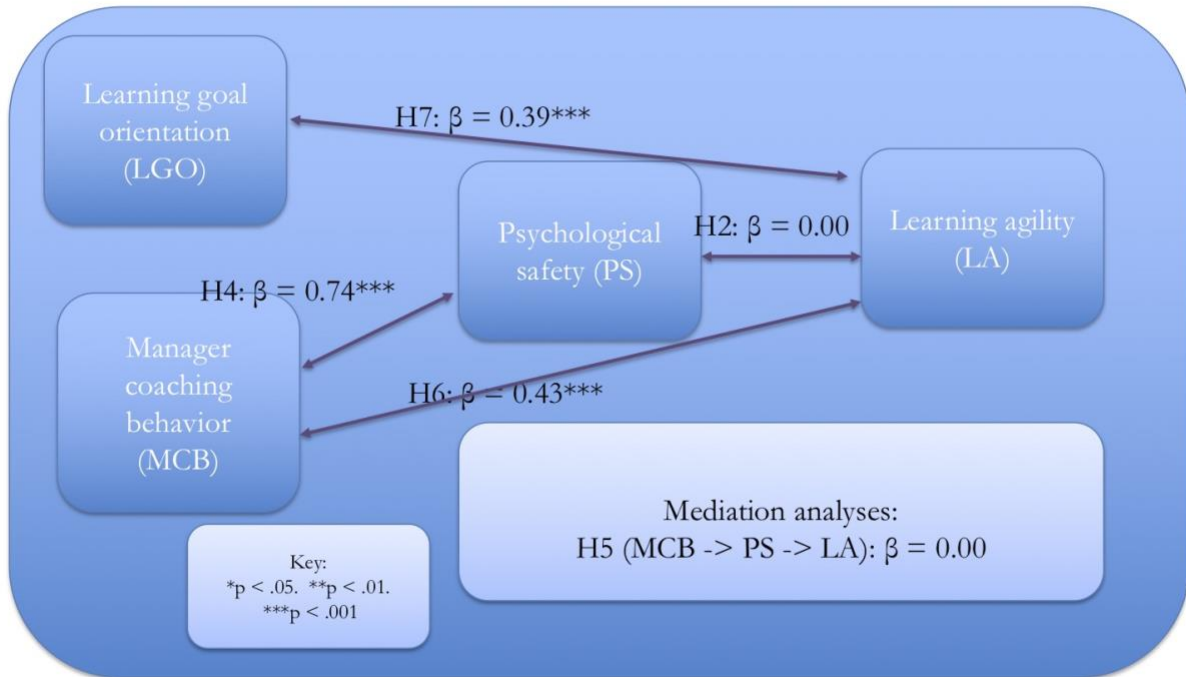 Learning goal
orientation
(LGO)
H7: β = 0.39***
Psychological
safety (PS)
H2: β = 0.00
Learning agility
(LA)
H4: β = 0.74***
Manager
coaching
behavior
(MCB)
H6: β = 0.43***
Mediation analyses:
H5 (MCB -> PS -> LA): β = 0.00
Key:
*p < .05.  **p < .01.
***p < .001